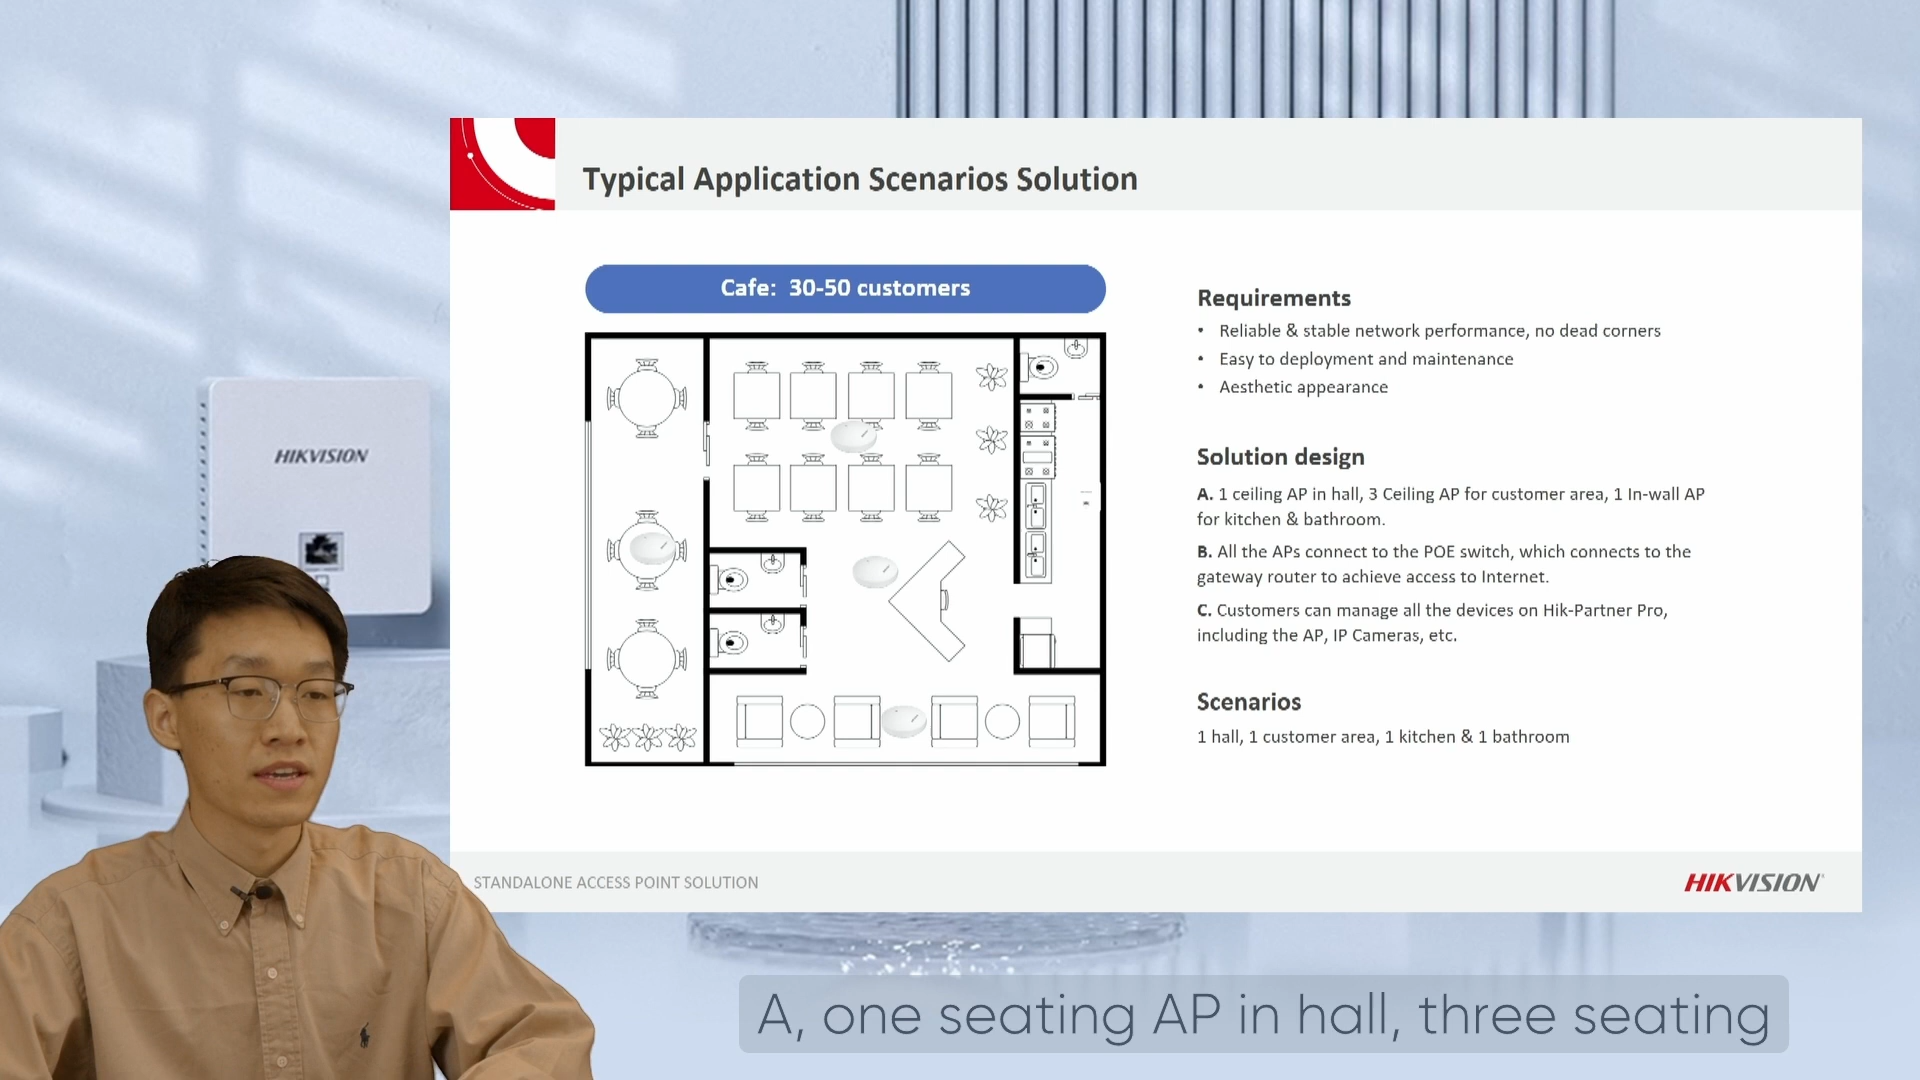 Typical Application Scenarios Solution
Cafe: 30-50 customers
Requirements
• Reliable & stable network performance, no dead corners
• Easy to deployment and maintenance
• Aesthetic appearance
Solution design
A. 1 ceiling AP in hall, 3 Ceiling AP for customer area, 1 In-wall AP
for kitchen & bathroom.
B. All the APs connect to the POE switch, which connects to the
gateway router to achieve access to Internet.
C. Customers can manage all the devices on Hik-Partner Pro,
including the AP, IP Cameras, etc.
Scenarios
1 hall, 1 customer area, 1 kitchen & 1 bathroom
HIKVISION
STANDALONE ACCESS POINT SOLUTION
HIKVISION
A, one seating AP in hall, three seating